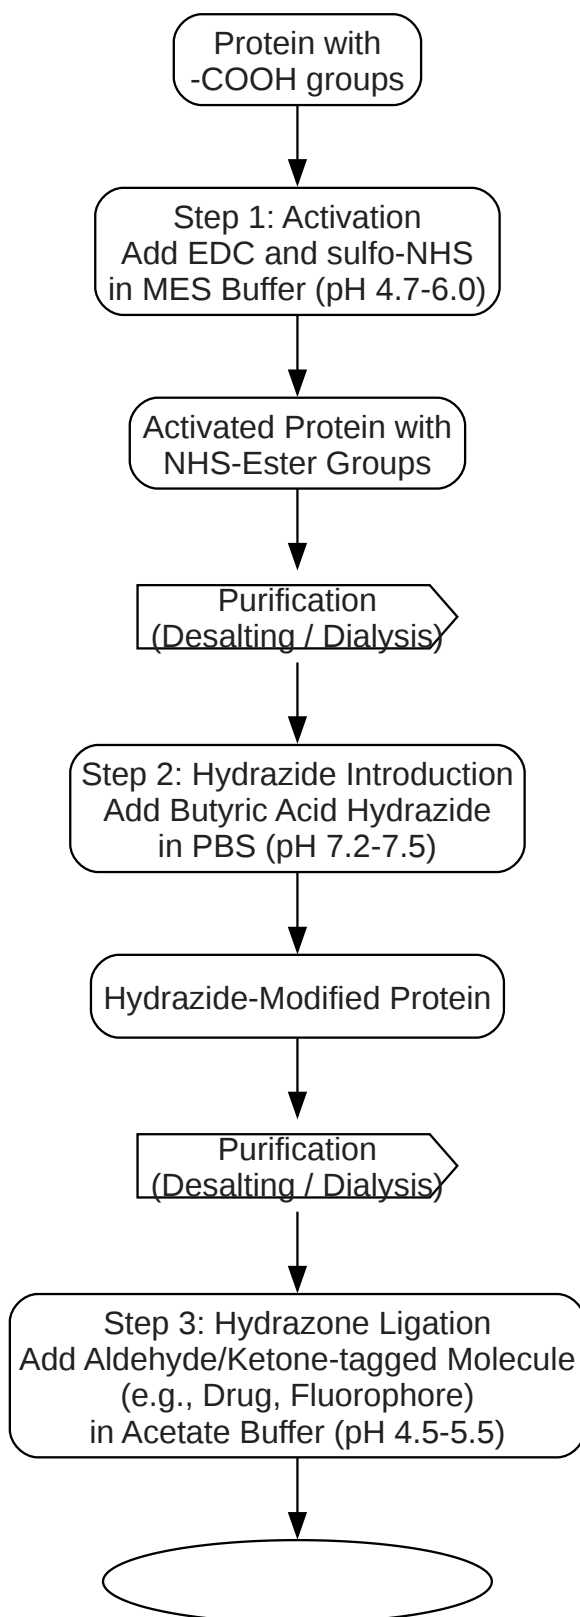 Protein with
-COOH groups
Step 1: Activation
Add EDC and sulfo-NHS
in MES Buffer (pH 4.7-6.0)
Activated Protein with
NHS-Ester Groups
Purification
(Desalting / Dialysis)
Step 2: Hydrazide Introduction
Add Butyric Acid Hydrazide
in PBS (pH 7.2-7.5)
Hydrazide-Modified Protein
Purification
(Desalting / Dialysis)
Step 3: Hydrazone Ligation
Add Aldehyde/Ketone-tagged Molecule
(e.g., Drug, Fluorophore)
in Acetate Buffer (pH 4.5-5.5)